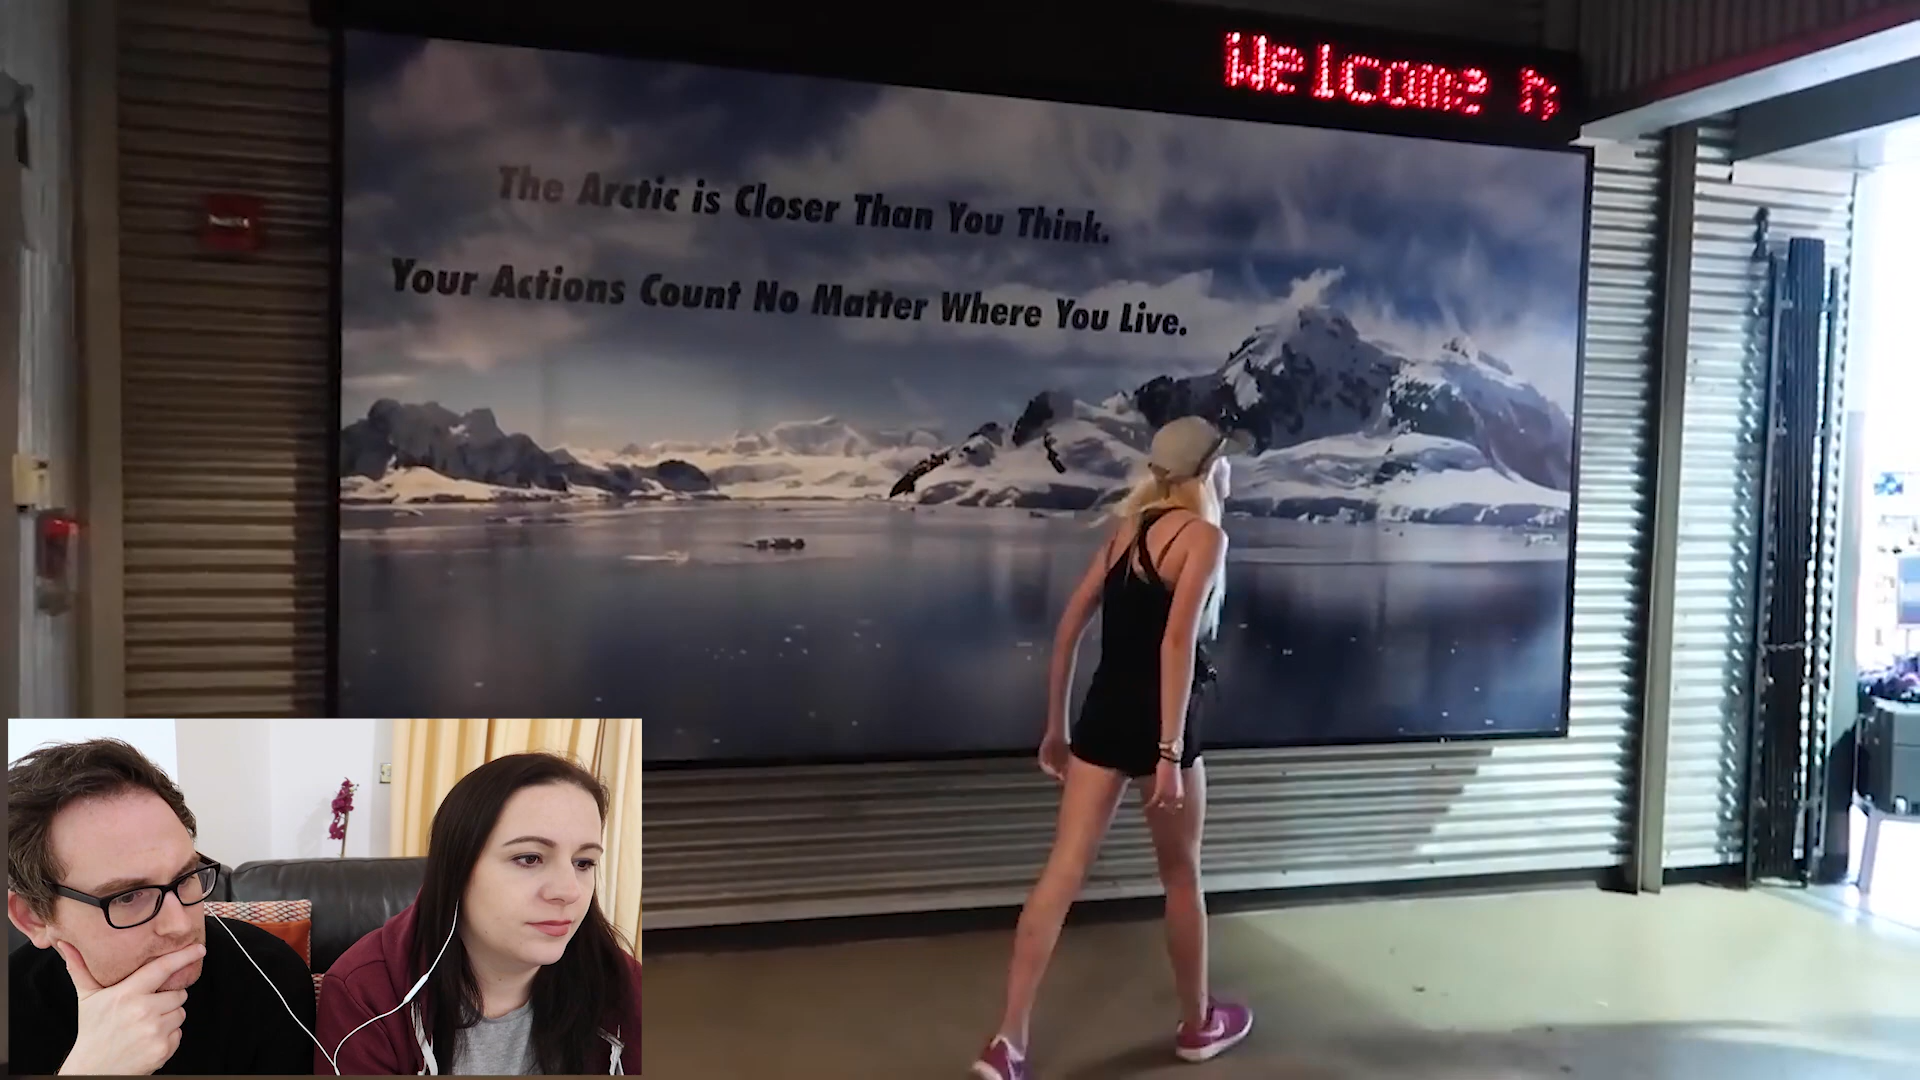 Welcome
The Arctic is Closer Than You Think.
Your Actions Count No Matter Where You Live.